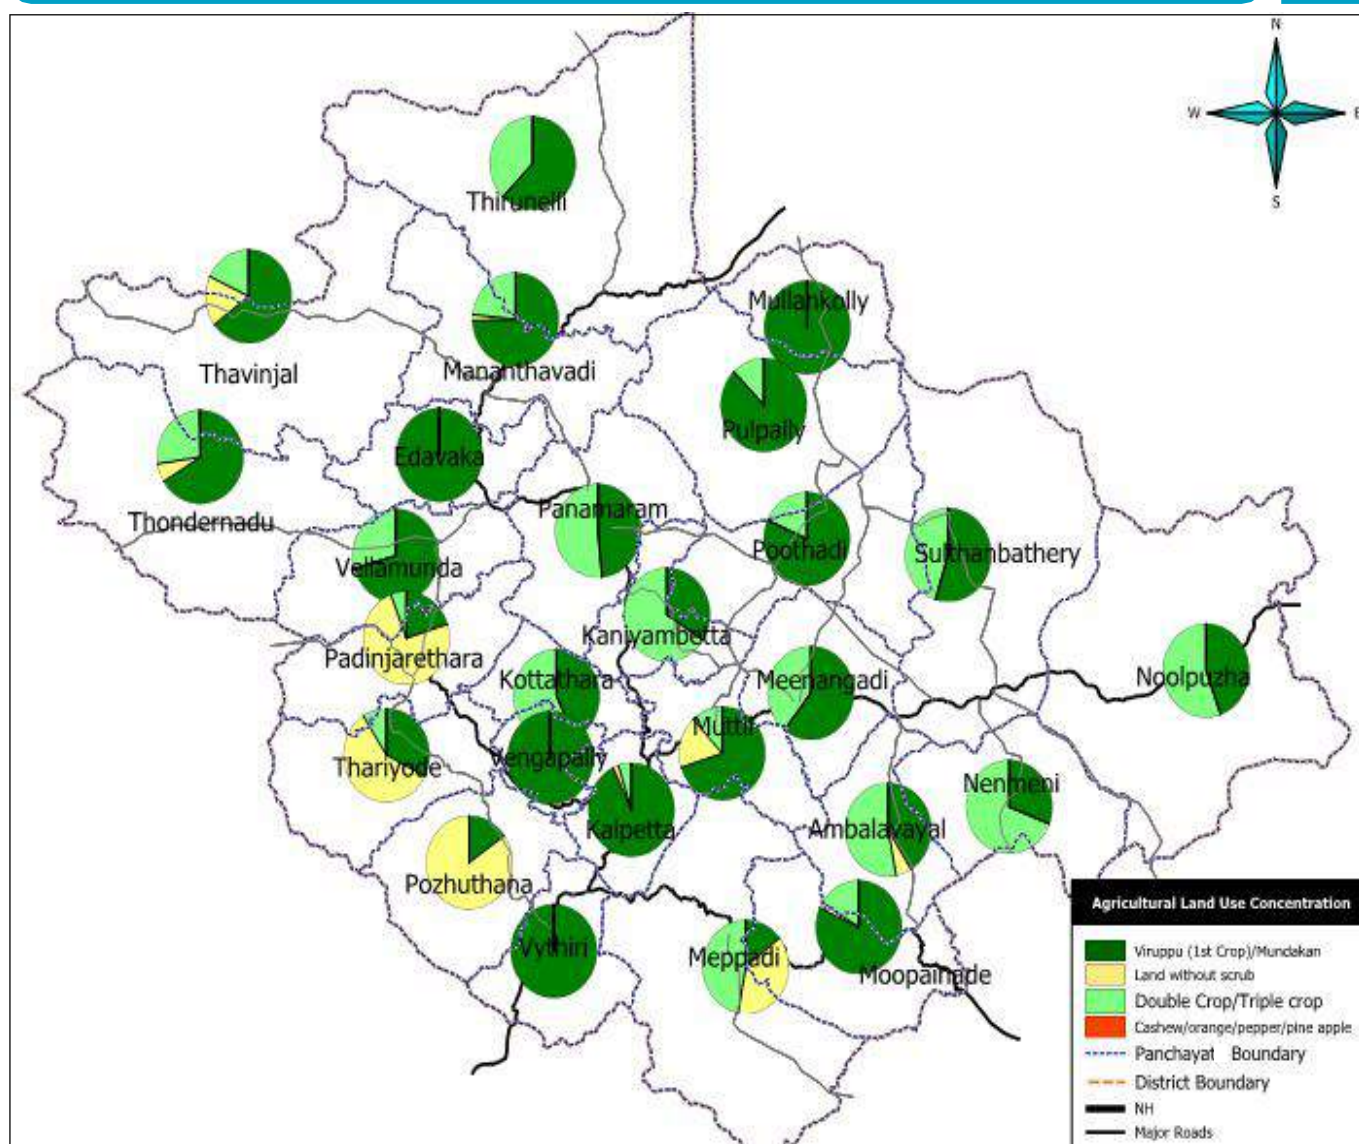 N
W
E
S
Thirunelli
Mullankolly
Thavinjal
Mananthavadi
Pulpally
Edavaka
Panamaram
Thondernadu
Poothadi
Sulthanbathery
Vellamunda
Kaniyambetta
Padinjarethara
Kottathara
Meenangadi
Noolpuzha
Muttil
Vengapally
Thariyode
Nenmeni
Kalpetta
Ambalavayal
Pozhuthana
Vythiri
Meppadi
Moopainade
Agricultural Land Use Concentration
Viruppu (1st Crop)/Mundakan
Land without scrub
Double Crop/Triple crop
Cashew/orange/pepper/pine apple
Panchayat Boundary
District Boundary
NH
Major Roads